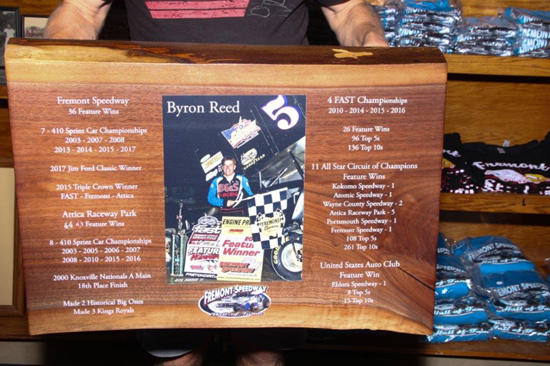 Byron Reed
Fremont Speedway
36 Feature Wins
7 - 410 Sprint Car Championships
2003 - 2007 - 2008
2013 - 2014 - 2015 - 2017
2017 Jim Ford Classic Winner
2015 Triple Crown Winner
FAST - Fremont - Attica
Attica Raceway Park
43 Feature Wins
8 - 410 Sprint Car Championships
2003 - 2005 - 2006 - 2007
2008 - 2010 - 2015 - 2016
2000 Knoxville Nationals A Main
18th Place Finish
Made 2 Historical Big Ones
Made 3 Kings Royals
5
FREMONT SPEEDWAY
4 FAST Championships
2010 - 2014 - 2015 - 2016
26 Feature Wins
96 Top 5s
136 Top 10s
11 All Star Circuit of Champions
Feature Wins
Kokomo Speedway - 1
Atomic Speedway - 1
Wayne County Speedway - 2
Attica Raceway Park - 5
Portsmouth Speedway - 1
Fremont Speedway - 1
108 Top 5s
261 Top 10s
United States Auto Club
Feature Win
Eldora Speedway - 1
Top 5s
Top 10s